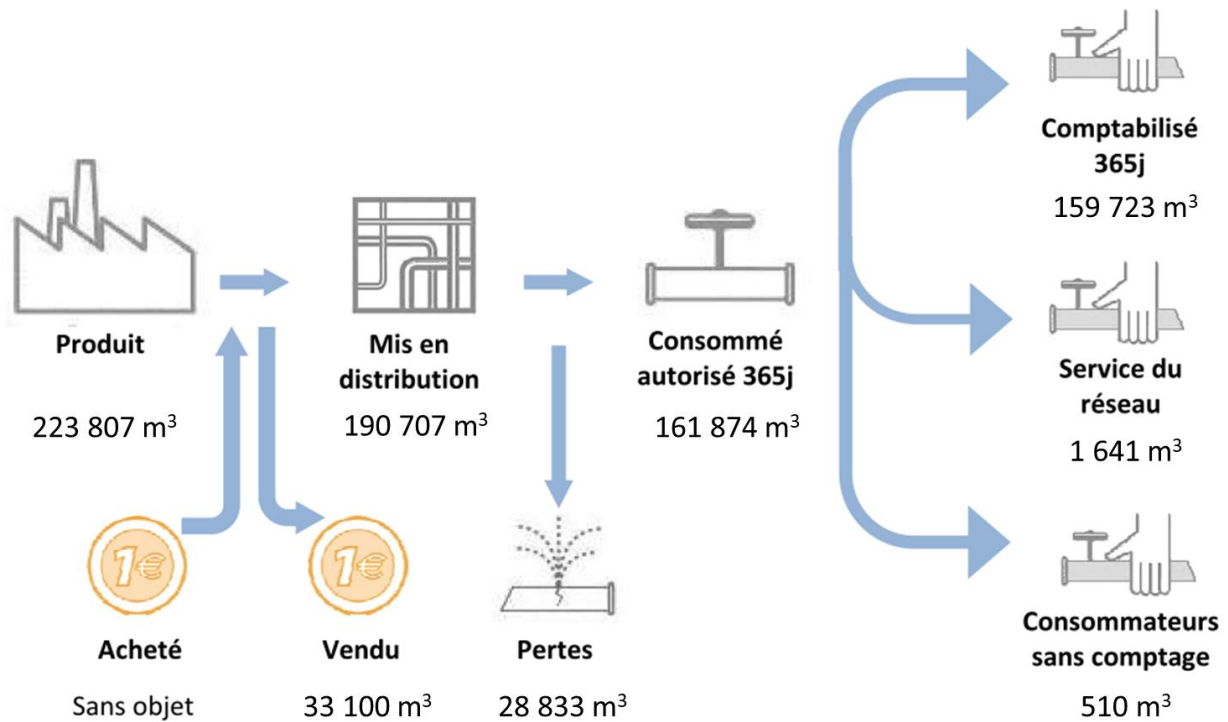 Comptabilisé
365j
159 723 m³
Produit
223 807 m³
Mis en
distribution
190 707 m³
Consommé
autorisé 365j
161 874 m³
Service du
réseau
1 641 m³
1€
Acheté
Sans objet
1€
Vendu
33 100 m³
Pertes
28 833 m³
Consommateurs
sans comptage
510 m³